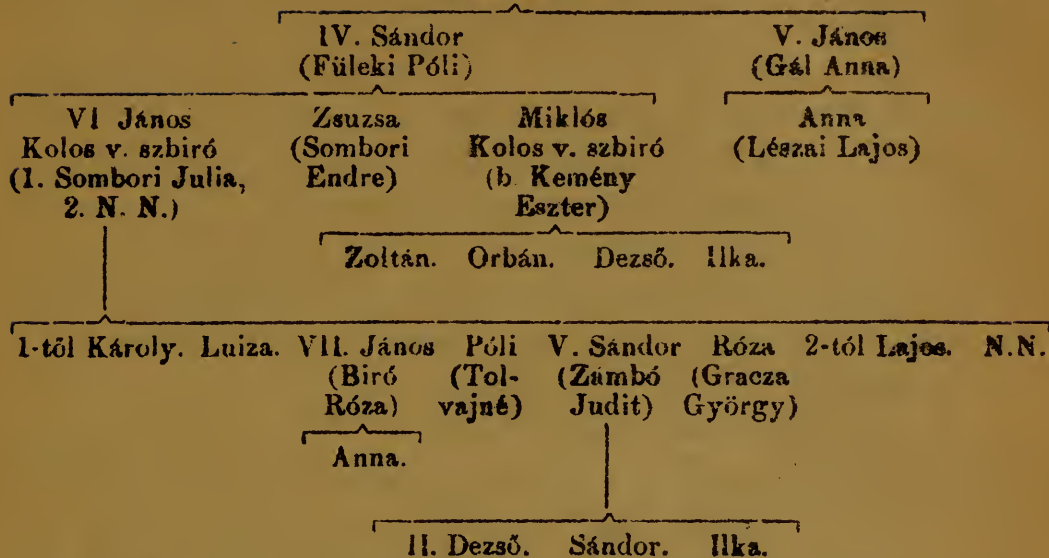 IV. Sándor V. János
(Füleki Póli) (Gál Anna)
VI János Zsuzsa Miklós Anna
Kolos v. szbiró (Sombori Kolos v. szbiró (Lészai Lajos)
(1. Sombori Julia, Endre) (b. Kemény
2. N. N.) Eszter)
Zoltán. Orbán. Dezső. Ilka.
1-től Károly. Luiza. VII. János Póli V. Sándor Róza 2-tól Lajos. N.N.
(Biró (Tol- (Zámbó (Gracza
Róza) vajné) Judit) György)
Anna.
II. Dezső. Sándor. Ilka.